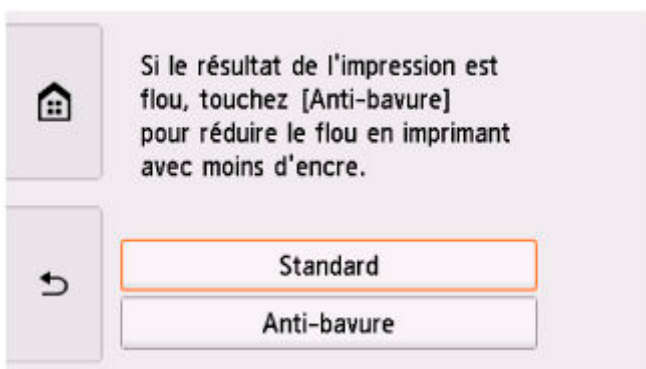 Si le résultat de l'impression est
flou, touchez [Anti-bavure]
pour réduire le flou en imprimant
avec moins d'encre.
Standard
Anti-bavure